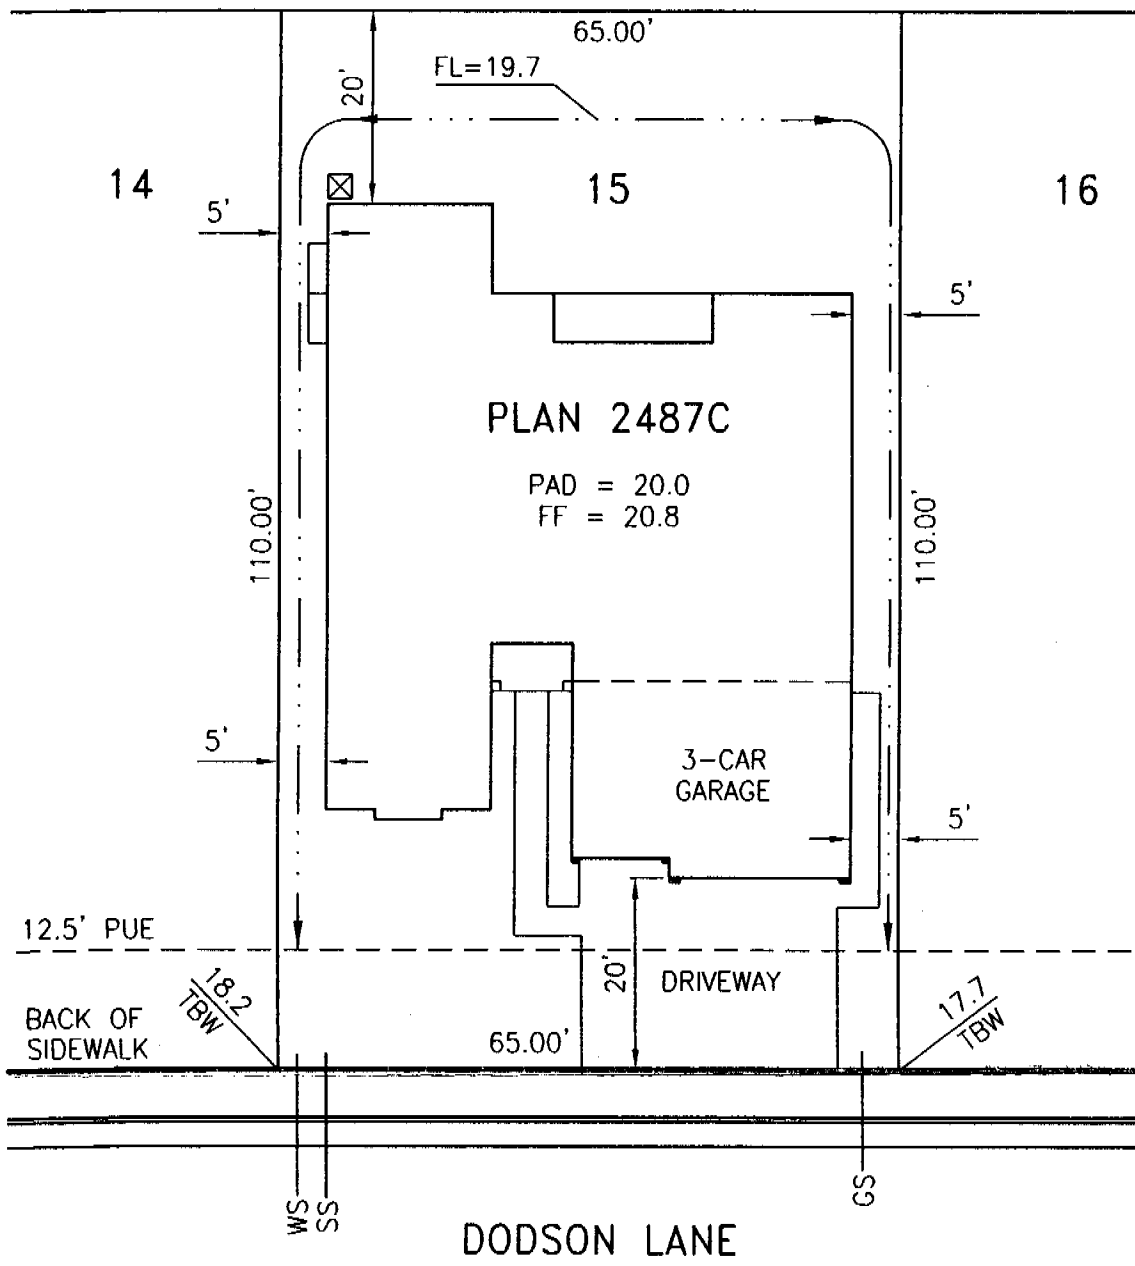 65.00'
FL=19.7
20'
14
15
16
5'
5'
PLAN 2487C
PAD = 20.0
FF = 20.8
110.00'
110.00'
5'
3-CAR
GARAGE
5'
12.5' PUE
18.2
TBW
20'
DRIVEWAY
17.7
TBW
BACK OF
SIDEWALK
65.00'
WS
SS
GS
DODSON LANE